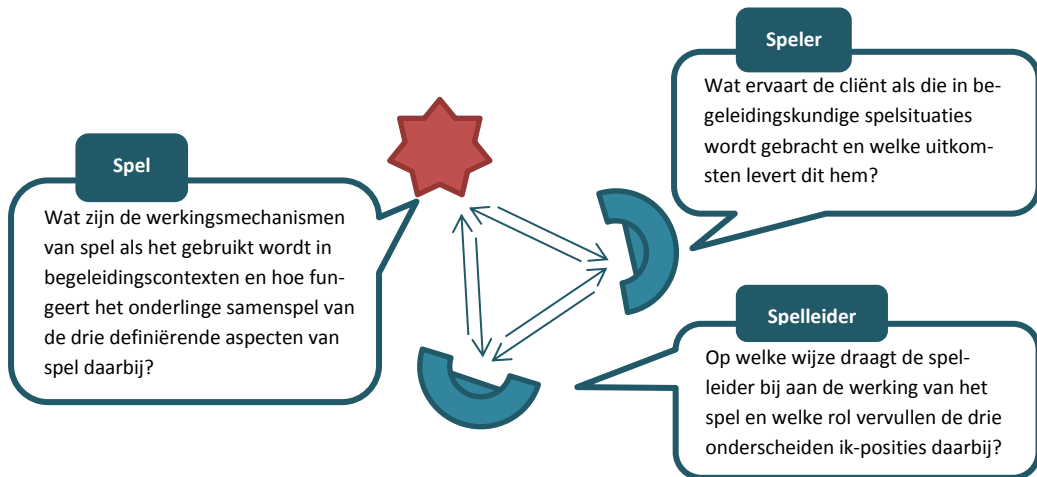 Speler
Wat ervaart de cliënt als die in be-
geleidingskundige spelsituaties
wordt gebracht en welke uitkom-
sten levert dit hem?
Spel
Wat zijn de werkingsmechanismen
van spel als het gebruikt wordt in
begeleidingscontexten en hoe fun-
geert het onderlinge samenspel van
de drie definiërende aspecten van
spel daarbij?
Spelleider
Op welke wijze draagt de spel-
leider bij aan de werking van het
spel en welke rol vervullen de drie
onderscheiden ik-posities daarbij?